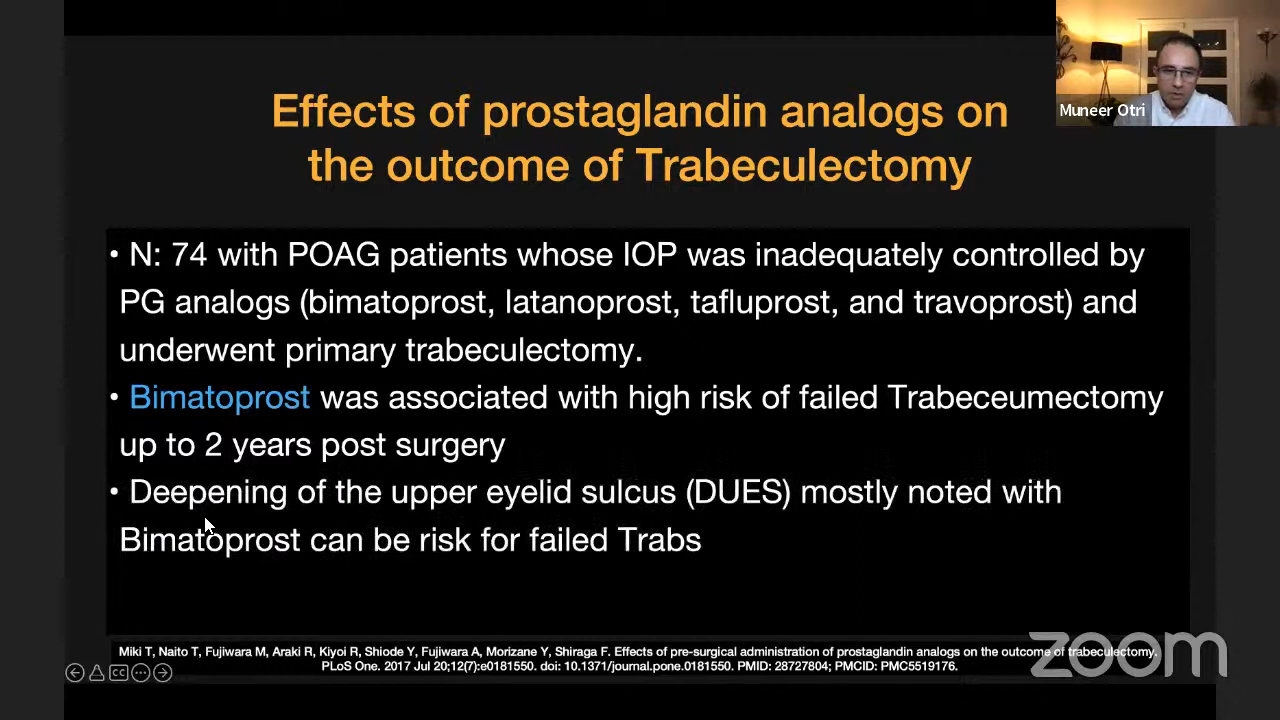 Muneer Otri
Effects of prostaglandin analogs on
the outcome of Trabeculectomy
• N: 74 with POAG patients whose IOP was inadequately controlled by
PG analogs (bimatoprost, latanoprost, tafluprost, and travoprost) and
underwent primary trabeculectomy.
• Bimatoprost was associated with high risk of failed Trabeceumectomy
up to 2 years post surgery
• Deepening of the upper eyelid sulcus (DUES) mostly noted with
Bimatoprost can be risk for failed Trabs
Miki T, Naito T, Fujiwara M, Araki R, Kiyoi R, Shiode Y, Fujiwara A, Morizane Y, Shiraga F. Effects of pre-surgical administration of prostaglandin analogs on the outcome of trabeculectomy.
PLoS One. 2017 Jul 20;12(7):e0181550. doi: 10.1371/journal.pone.0181550. PMID: 28727804; PMCID: PMC5519176.
CC
zoom